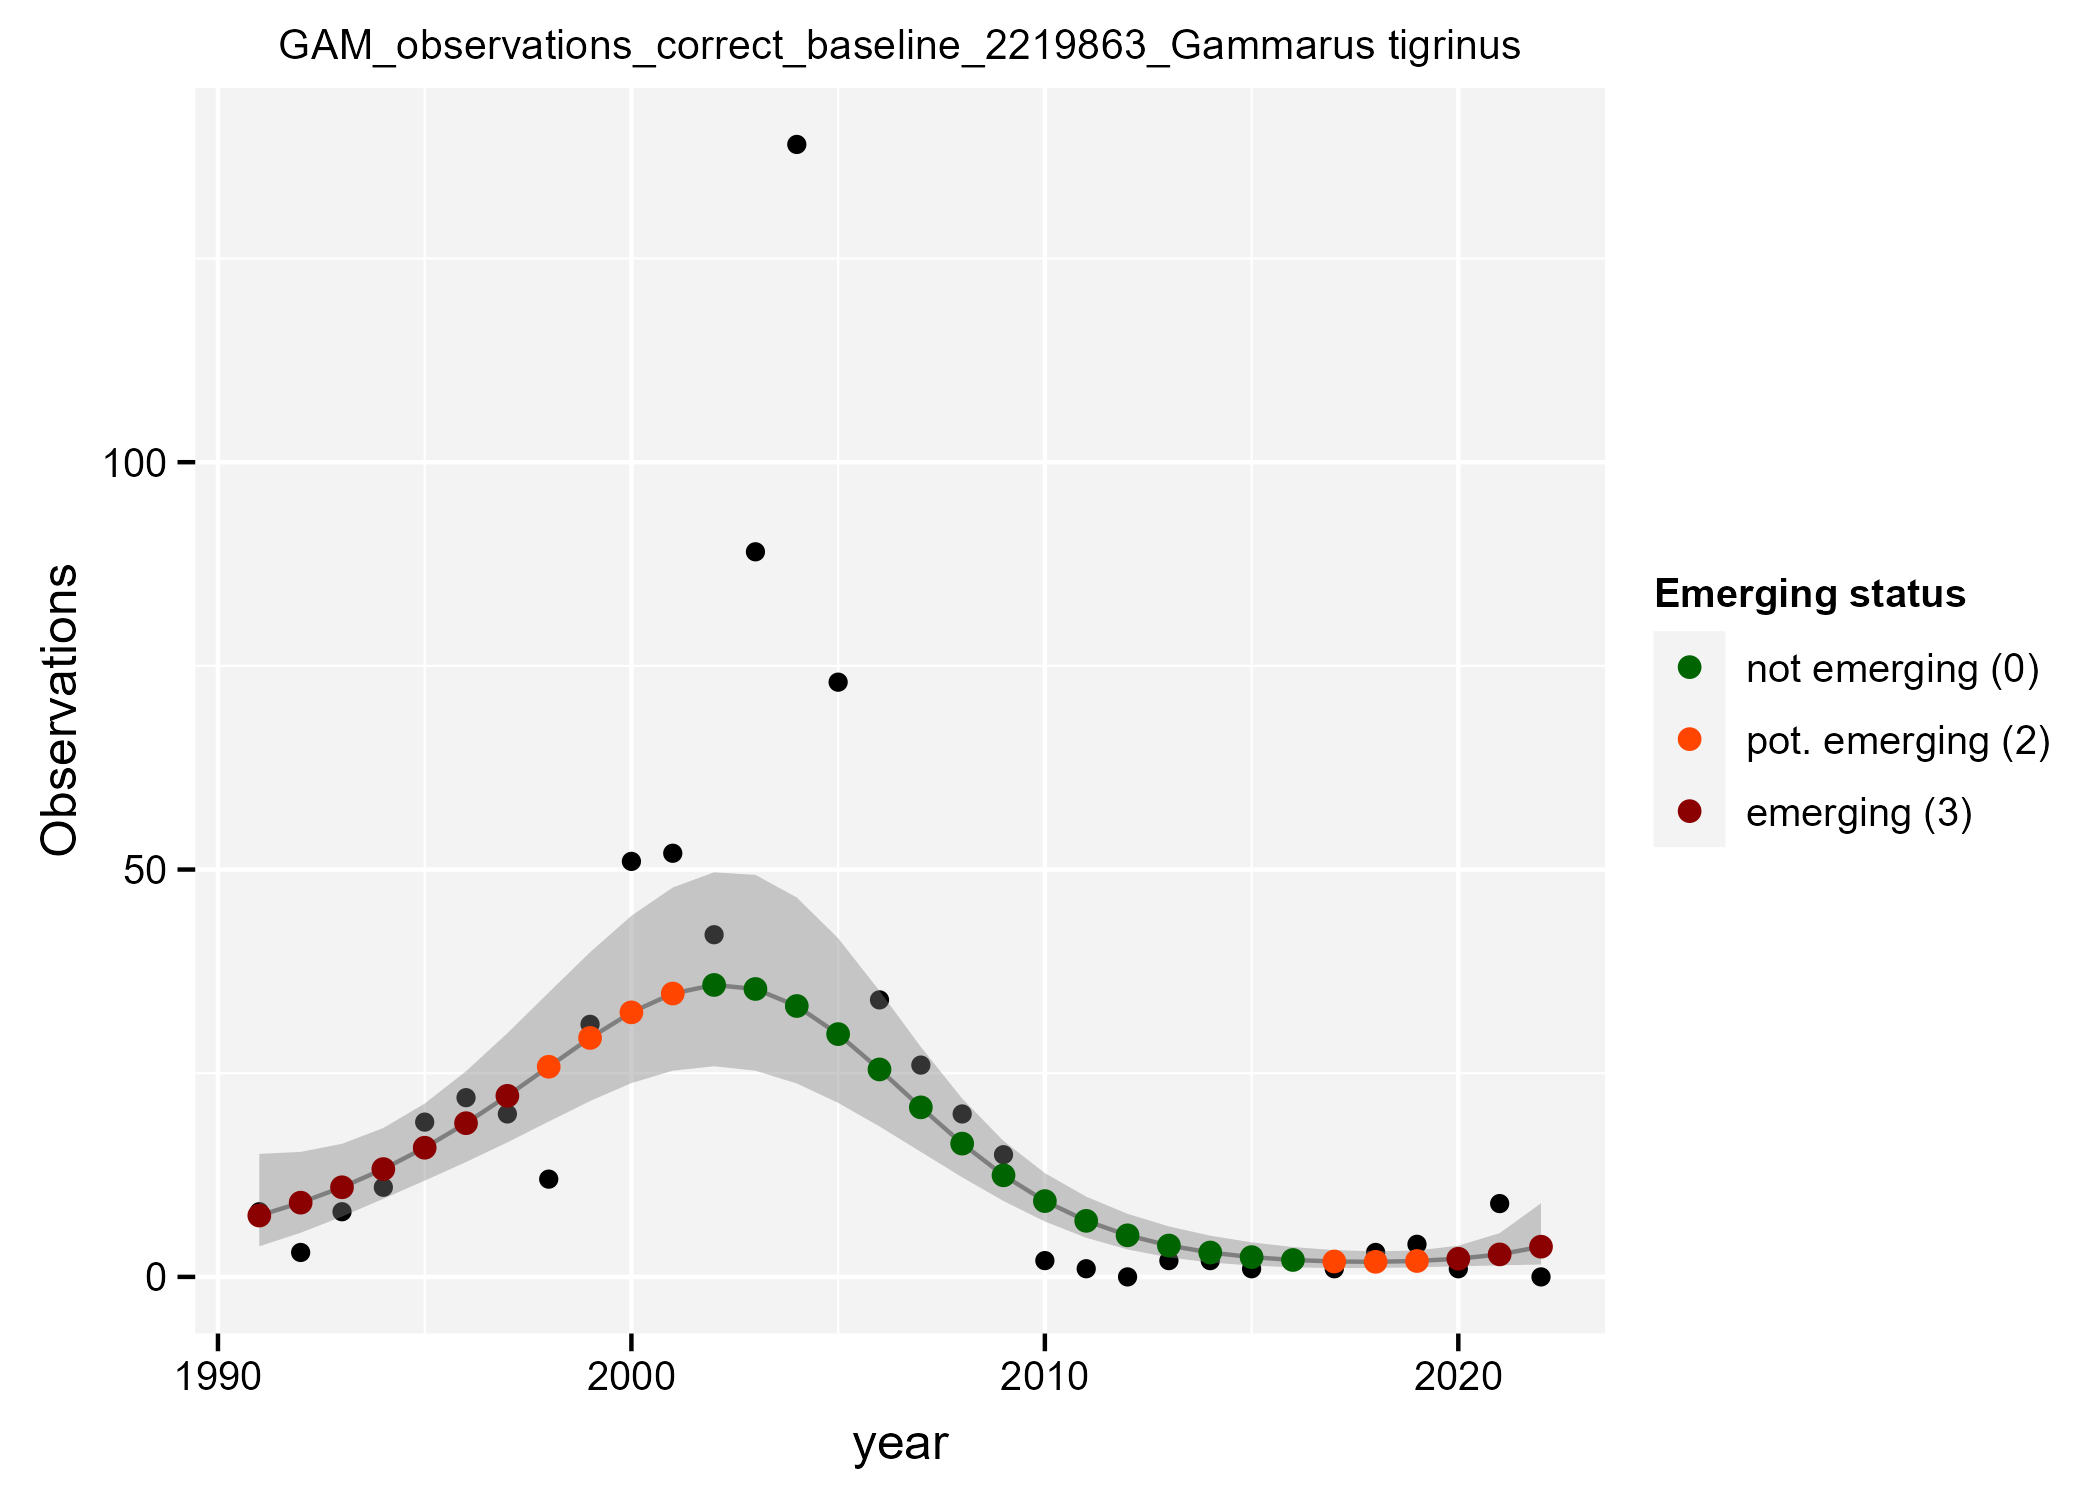 GAM_observations_correct_baseline_2219863_Gammarus tigrinus
Observations
100
50
0
1990
2000
2010
2020
year
Emerging status
not emerging (0)
pot. emerging (2)
emerging (3)